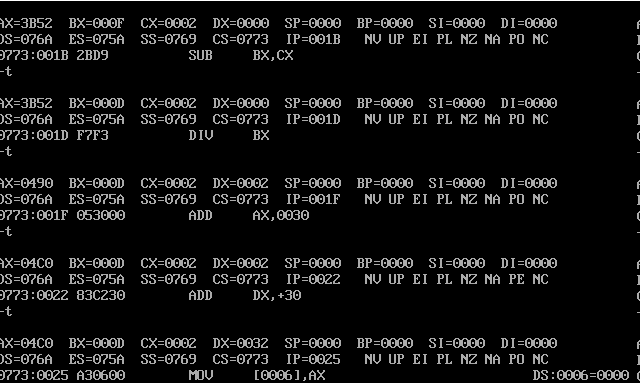 AX=3B52 BX=000F CX=0002 DX=0000 SP=0000 BP=0000 SI=0000 DI=0000
DS=076A ES=075A SS=0769 CS=0773 IP=001B NV UP EI PL NZ NA PO NC
0773:001B 2BD9 SUB BX,CX
-t
AX=3B52 BX=000D CX=0002 DX=0000 SP=0000 BP=0000 SI=0000 DI=0000
DS=076A ES=075A SS=0769 CS=0773 IP=001D NV UP EI PL NZ NA PO NC
0773:001D F7F3 DIV BX
-t
AX=0490 BX=000D CX=0002 DX=0002 SP=0000 BP=0000 SI=0000 DI=0000
DS=076A ES=075A SS=0769 CS=0773 IP=001F NV UP EI PL NZ NA PO NC
0773:001F 053000 ADD AX,0030
-t
AX=04C0 BX=000D CX=0002 DX=0002 SP=0000 BP=0000 SI=0000 DI=0000
DS=076A ES=075A SS=0769 CS=0773 IP=0022 NV UP EI PL NZ NA PE NC
0773:0022 83C230 ADD DX,+30
-t
AX=04C0 BX=000D CX=0002 DX=0032 SP=0000 BP=0000 SI=0000 DI=0000
DS=076A ES=075A SS=0769 CS=0773 IP=0025 NV UP EI PL NZ NA PO NC
0773:0025 A30600 MOV [0006],AX DS:0006=0000